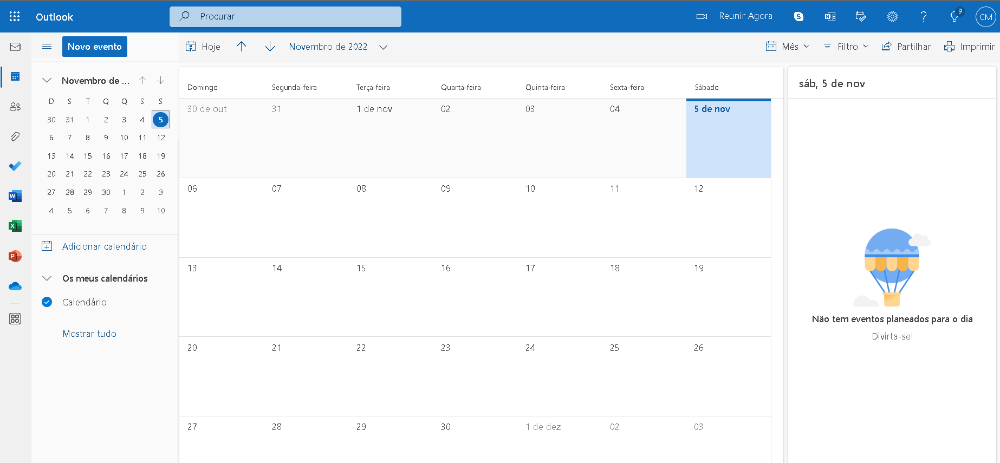 Outlook
Procurar
Reunir Agora
9
CM
Novo evento
Hoje
Novembro de 2022
Mês
Filtro
Partilhar
Imprimir
Novembro de ...
D S T Q Q S S
30 31 1 2 3 4 5
6 7 8 9 10 11 12
13 14 15 16 17 18 19
20 21 22 23 24 25 26
27 28 29 30 1 2 3
4 5 6 7 8 9 10
Adicionar calendário
Os meus calendários
Calendário
Mostrar tudo
Domingo Segunda-feira Terça-feira Quarta-feira Quinta-feira Sexta-feira Sábado
30 de out 31 1 de nov 02 03 04 5 de nov
06 07 08 09 10 11 12
13 14 15 16 17 18 19
20 21 22 23 24 25 26
27 28 29 30 1 de dez 02 03
sáb, 5 de nov
Não tem eventos planeados para o dia
Divirta-se!